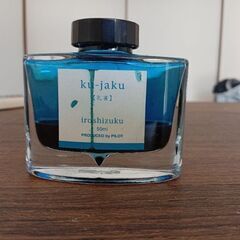 ku-jaku
【孔雀】
iroshizuku
50ml
PRODUCED by PILOT